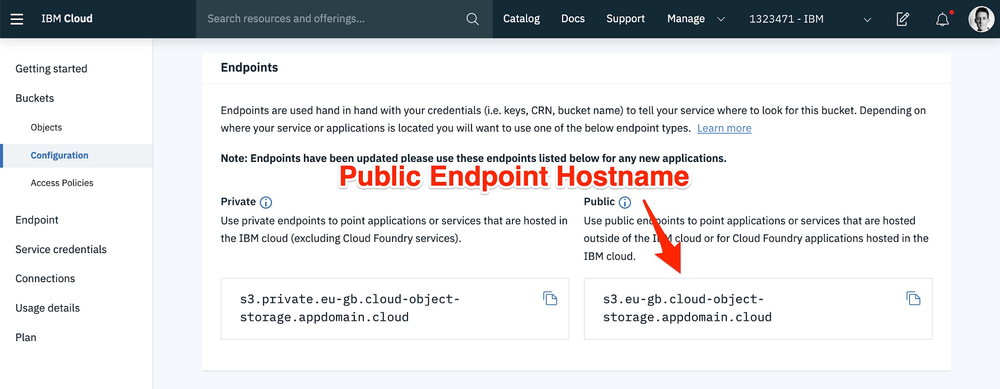 IBM Cloud
Search resources and offerings...
Catalog
Docs
Support
Manage
1323471 - IBM
Getting started
Buckets
Objects
Configuration
Access Policies
Endpoint
Service credentials
Connections
Usage details
Plan
Endpoints
Endpoints are used hand in hand with your credentials (i.e. keys, CRN, bucket name) to tell your service where to look for this bucket. Depending on
where your service or applications is located you will want to use one of the below endpoint types. Learn more
Note: Endpoints have been updated please use these endpoints listed below for any new applications.
Public Endpoint Hostname
Private
Use private endpoints to point applications or services that are hosted in
the IBM cloud (excluding Cloud Foundry services).
s3.private.eu-gb.cloud-object-
storage.appdomain.cloud
Public
Use public endpoints to point applications or services that are hosted
outside of the IBM cloud or for Cloud Foundry applications hosted in the
IBM cloud.
s3.eu-gb.cloud-object-
storage.appdomain.cloud